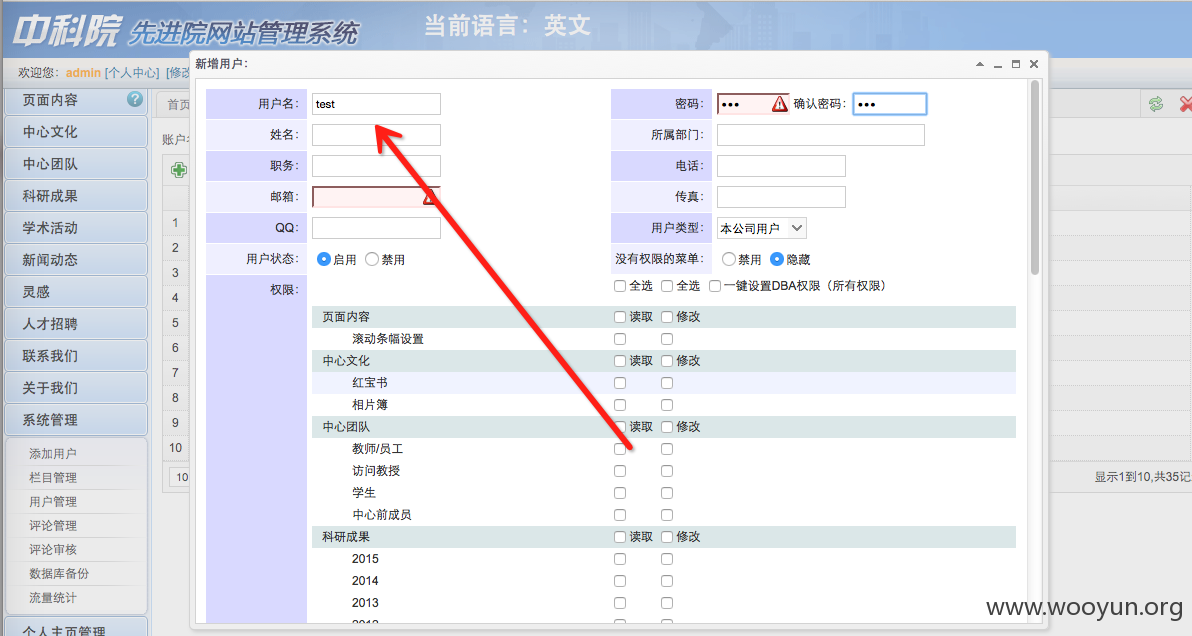 中科院 先进院网站管理系统 当前语言：英文
欢迎您: admin [个人中心] [修改
页面内容
中心文化
中心团队
科研成果
学术活动
新闻动态
灵感
人才招聘
联系我们
关于我们
系统管理
添加用户
栏目管理
用户管理
评论管理
评论审核
数据库备份
流量统计
个人主页管理
首页
账户
1
2
3
4
5
6
7
8
9
10
10
显示1到10,共35记
新增用户:
用户名: test 密码: ••• 确认密码: •••
姓名: 所属部门:
职务: 电话:
邮箱: 传真:
QQ: 用户类型: 本公司用户
用户状态: 启用 禁用 没有权限的菜单: 禁用 隐藏
权限: 全选 全选 一键设置DBA权限（所有权限）
页面内容 读取 修改
滚动条幅设置
中心文化 读取 修改
红宝书
相片簿
中心团队 读取 修改
教师/员工
访问教授
学生
中心前成员
科研成果 读取 修改
2015
2014
2013
2012
www.wooyun.org